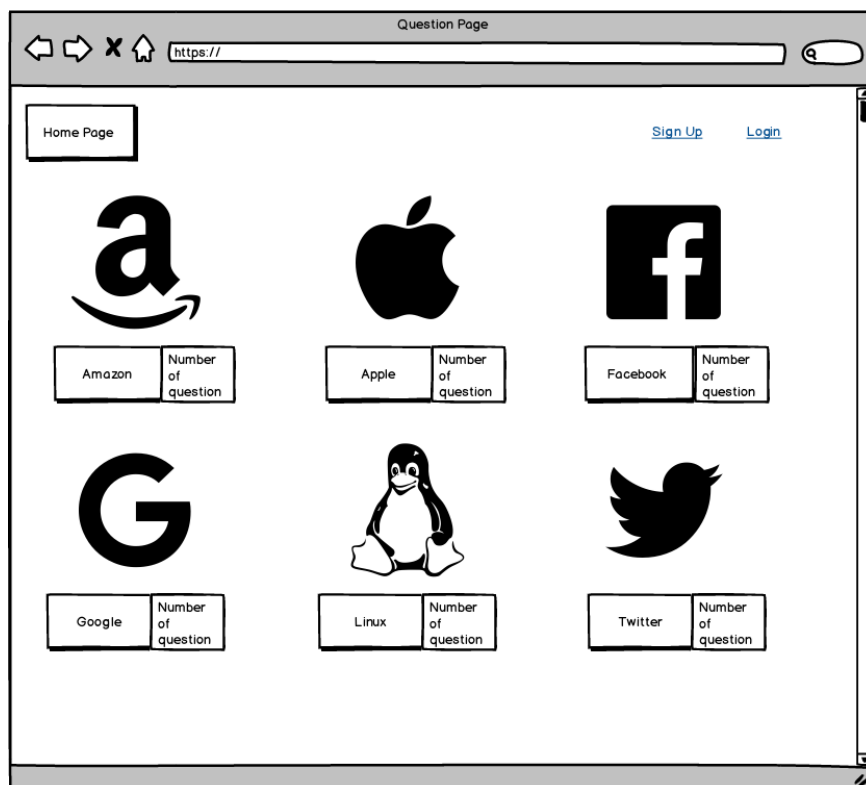 Question Page
https://
Home Page
Sign Up
Login
Amazon
Number
of
question
Apple
Number
of
question
Facebook
Number
of
question
Google
Number
of
question
Linux
Number
of
question
Twitter
Number
of
question